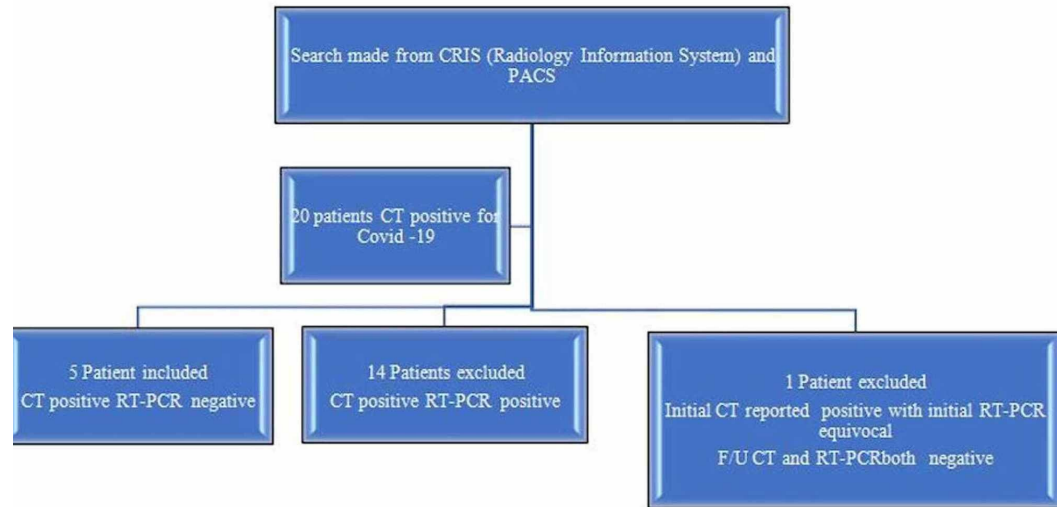 Search made from CRIS (Radiology Information System) and
PACS
20 patients CT positive for
Covid -19
5 Patient included
CT positive RT-PCR negative
14 Patients excluded
CT positive RT-PCR positive
1 Patient excluded
Initial CT reported positive with initial RT-PCR
equivocal
F/U CT and RT-PCRboth negative